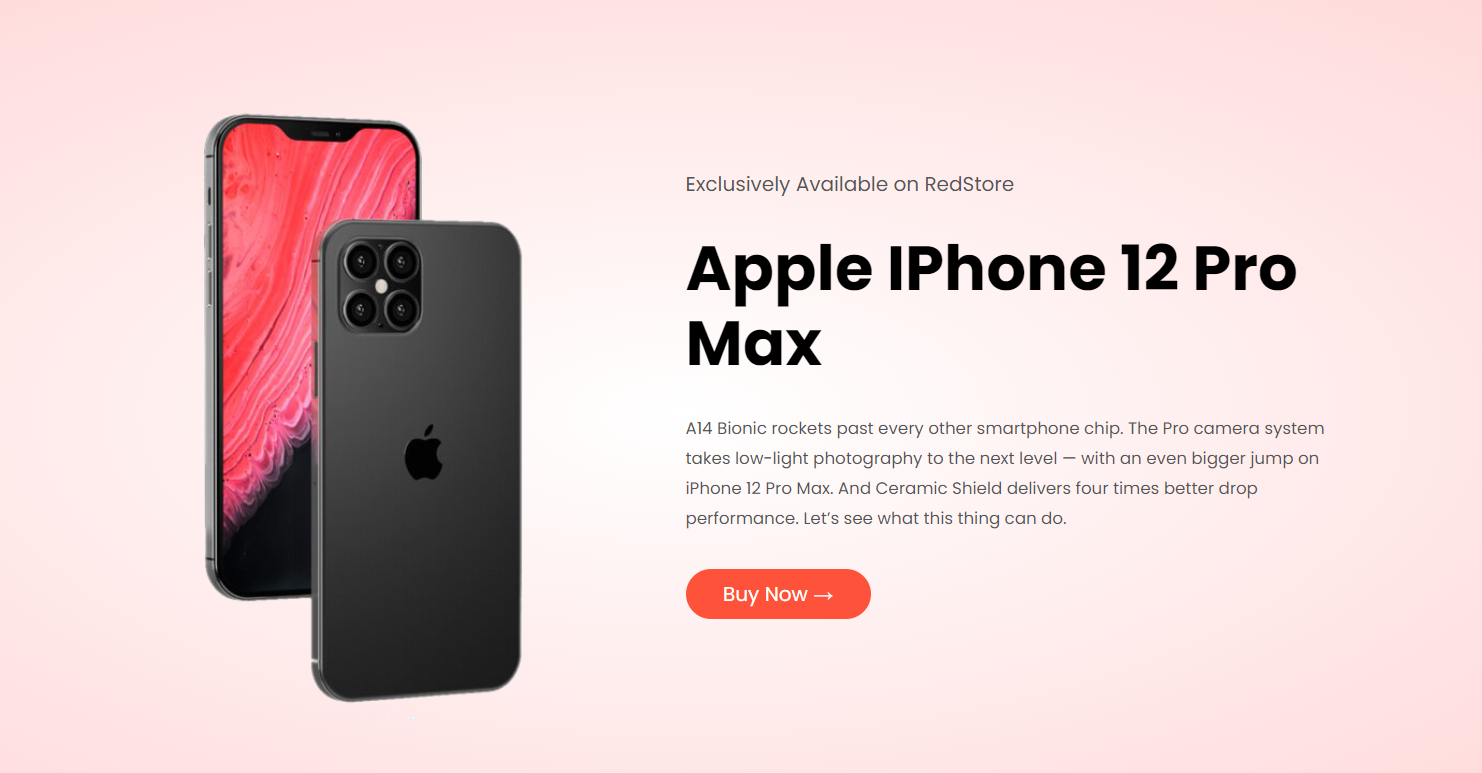 Exclusively Available on RedStore
Apple IPhone 12 Pro
Max
A14 Bionic rockets past every other smartphone chip. The Pro camera system
takes low-light photography to the next level — with an even bigger jump on
iPhone 12 Pro Max. And Ceramic Shield delivers four times better drop
performance. Let’s see what this thing can do.
Buy Now →